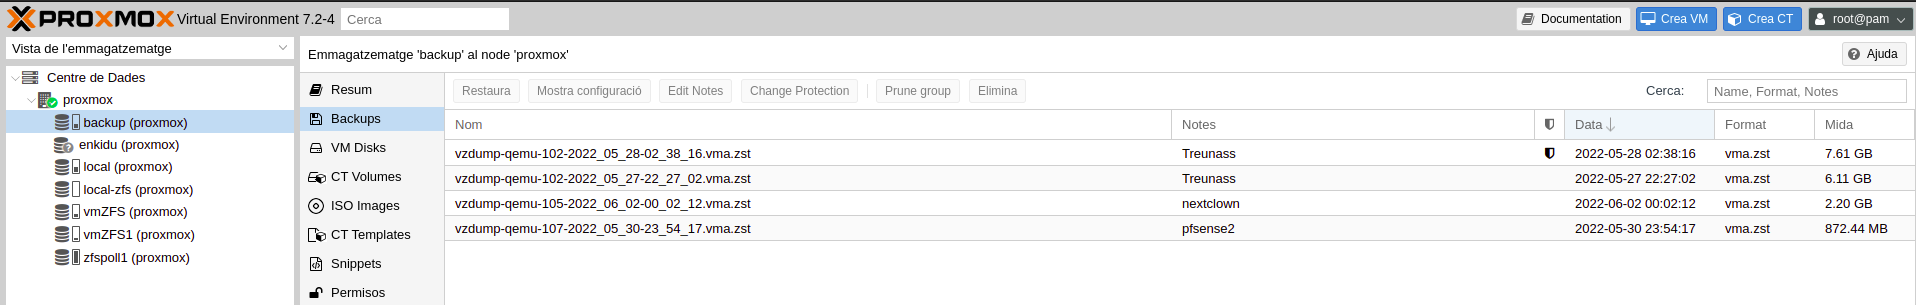 PROXMOX Virtual Environment 7.2-4 Cerca Documentation Crea VM Crea CT root@pam
Vista de l'emmagatzematge
Centre de Dades
proxmox
backup (proxmox)
enkidu (proxmox)
local (proxmox)
local-zfs (proxmox)
vmZFS (proxmox)
vmZFS1 (proxmox)
zfspoll1 (proxmox)
Emmagatzematge 'backup' al node 'proxmox' Ajuda
Resum
Backups
VM Disks
CT Volumes
ISO Images
CT Templates
Snippets
Permisos
Restaura Mostra configuració Edit Notes Change Protection Prune group Elimina Cerca: Name, Format, Notes
Nom Notes Data Format Mida
vzdump-qemu-102-2022_05_28-02_38_16.vma.zst Treunass 2022-05-28 02:38:16 vma.zst 7.61 GB
vzdump-qemu-102-2022_05_27-22_27_02.vma.zst Treunass 2022-05-27 22:27:02 vma.zst 6.11 GB
vzdump-qemu-105-2022_06_02-00_02_12.vma.zst nextclown 2022-06-02 00:02:12 vma.zst 2.20 GB
vzdump-qemu-107-2022_05_30-23_54_17.vma.zst pfsense2 2022-05-30 23:54:17 vma.zst 872.44 MB